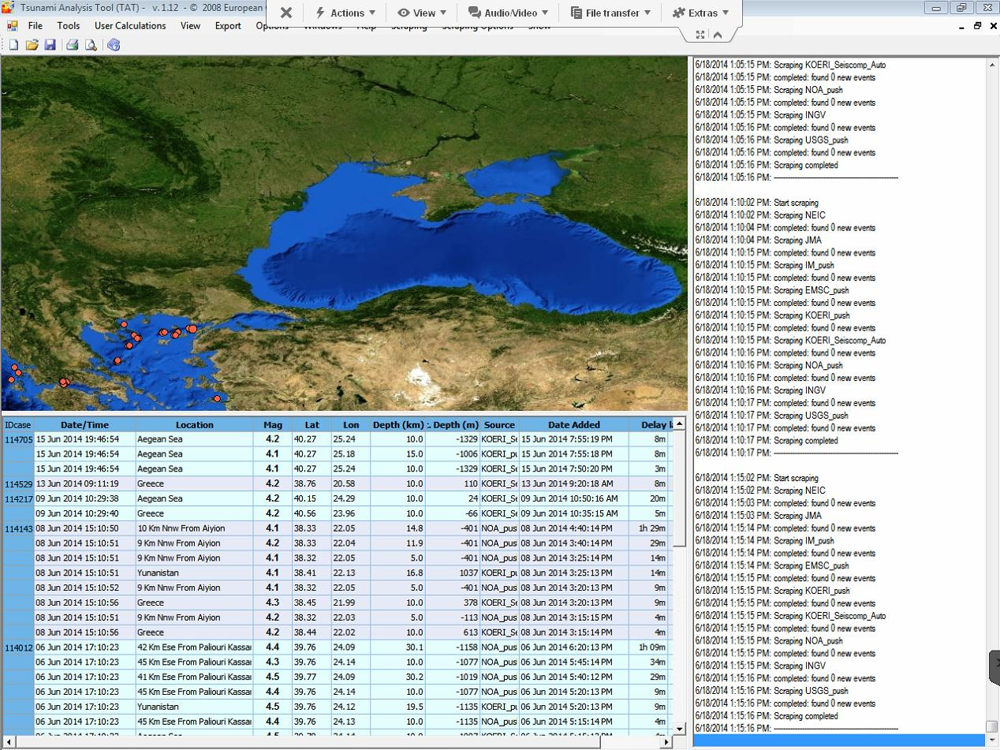 Tsunami Analysis Tool (TAT) - v. 1.12 - © 2008 European
Actions View Audio/Video File transfer Extras
File Tools User Calculations View Export Options Windows Help Scraping Scraping Options Show
IDcase Date/Time Location Mag Lat Lon Depth (km) :. Depth (m) Source Date Added Delay
114705 15 Jun 2014 19:46:54 Aegean Sea 4.2 40.27 25.24 10.0 -1329 KOERI_Se 15 Jun 2014 7:55:19 PM 8m
15 Jun 2014 19:46:54 Aegean Sea 4.1 40.27 25.18 15.0 -1006 KOERI_pu 15 Jun 2014 7:55:18 PM 8m
15 Jun 2014 19:46:54 Aegean Sea 4.1 40.27 25.24 10.0 -1329 KOERI_Se 15 Jun 2014 7:50:20 PM 3m
114529 13 Jun 2014 09:11:19 Greece 4.2 38.76 20.58 10.0 110 KOERI_Se 13 Jun 2014 9:20:18 AM 8m
114217 09 Jun 2014 10:29:38 Aegean Sea 4.2 40.15 24.29 10.0 24 KOERI_Se 09 Jun 2014 10:50:16 AM 20m
09 Jun 2014 10:29:40 Greece 4.2 40.56 23.96 10.0 -66 KOERI_Se 09 Jun 2014 10:35:15 AM 5m
114143 08 Jun 2014 15:10:50 10 Km Nnw From Aiyion 4.1 38.33 22.05 14.8 -401 NOA_pus 08 Jun 2014 4:40:14 PM 1h 29m
08 Jun 2014 15:10:51 9 Km Nnw From Aiyion 4.2 38.33 22.04 11.9 -401 NOA_pus 08 Jun 2014 3:40:14 PM 29m
08 Jun 2014 15:10:51 9 Km Nnw From Aiyion 4.1 38.32 22.05 5.0 -401 NOA_pus 08 Jun 2014 3:25:14 PM 14m
08 Jun 2014 15:10:51 Yunanistan 4.1 38.41 22.13 16.8 1037 KOERI_pu 08 Jun 2014 3:25:13 PM 14m
08 Jun 2014 15:10:52 9 Km Nnw From Aiyion 4.1 38.32 22.05 5.0 -401 NOA_pus 08 Jun 2014 3:20:13 PM 9m
08 Jun 2014 15:10:56 Greece 4.3 38.45 21.99 10.0 378 KOERI_Se 08 Jun 2014 3:20:13 PM 9m
08 Jun 2014 15:10:51 9 Km Nnw From Aiyion 4.2 38.32 22.03 5.0 -113 NOA_pus 08 Jun 2014 3:15:15 PM 4m
08 Jun 2014 15:10:56 Greece 4.2 38.44 22.02 10.0 613 KOERI_Se 08 Jun 2014 3:15:14 PM 4m
114012 06 Jun 2014 17:10:23 42 Km Ese From Paliouri Kassar 4.4 39.76 24.09 30.1 -1158 NOA_pus 06 Jun 2014 6:20:13 PM 1h 09m
06 Jun 2014 17:10:23 45 Km Ese From Paliouri Kassar 4.3 39.76 24.14 10.0 -1077 NOA_pus 06 Jun 2014 5:45:14 PM 34m
06 Jun 2014 17:10:23 41 Km Ese From Paliouri Kassar 4.5 39.77 24.09 30.2 -1019 NOA_pus 06 Jun 2014 5:40:12 PM 29m
06 Jun 2014 17:10:23 45 Km Ese From Paliouri Kassar 4.4 39.76 24.14 10.0 -1077 NOA_pus 06 Jun 2014 5:20:13 PM 9m
06 Jun 2014 17:10:23 Yunanistan 4.5 39.76 24.12 19.5 -1135 KOERI_pu 06 Jun 2014 5:20:13 PM 9m
06 Jun 2014 17:10:23 45 Km Ese From Paliouri Kassar 4.4 39.76 24.13 10.0 -1135 NOA_pus 06 Jun 2014 5:15:14 PM 4m
6/18/2014 1:05:15 PM: Scraping KOERI_Seiscomp_Auto
6/18/2014 1:05:15 PM: completed: found 0 new events
6/18/2014 1:05:15 PM: Scraping NOA_push
6/18/2014 1:05:15 PM: completed: found 0 new events
6/18/2014 1:05:15 PM: Scraping INGV
6/18/2014 1:05:16 PM: completed: found 0 new events
6/18/2014 1:05:16 PM: Scraping USGS_push
6/18/2014 1:05:16 PM: completed: found 0 new events
6/18/2014 1:05:16 PM: Scraping completed
6/18/2014 1:05:16 PM: ----------------------------------------------------
6/18/2014 1:10:02 PM: Start scraping
6/18/2014 1:10:02 PM: Scraping NEIC
6/18/2014 1:10:04 PM: completed: found 0 new events
6/18/2014 1:10:04 PM: Scraping JMA
6/18/2014 1:10:15 PM: completed: found 0 new events
6/18/2014 1:10:15 PM: Scraping IM_push
6/18/2014 1:10:15 PM: completed: found 0 new events
6/18/2014 1:10:15 PM: Scraping EMSC_push
6/18/2014 1:10:15 PM: completed: found 0 new events
6/18/2014 1:10:15 PM: Scraping KOERI_push
6/18/2014 1:10:15 PM: completed: found 0 new events
6/18/2014 1:10:16 PM: Scraping KOERI_Seiscomp_Auto
6/18/2014 1:10:16 PM: completed: found 0 new events
6/18/2014 1:10:16 PM: Scraping NOA_push
6/18/2014 1:10:16 PM: completed: found 0 new events
6/18/2014 1:10:16 PM: Scraping INGV
6/18/2014 1:10:17 PM: completed: found 0 new events
6/18/2014 1:10:17 PM: Scraping USGS_push
6/18/2014 1:10:17 PM: completed: found 0 new events
6/18/2014 1:10:17 PM: Scraping completed
6/18/2014 1:10:17 PM: ----------------------------------------------------
6/18/2014 1:15:02 PM: Start scraping
6/18/2014 1:15:02 PM: Scraping NEIC
6/18/2014 1:15:03 PM: completed: found 0 new events
6/18/2014 1:15:03 PM: Scraping JMA
6/18/2014 1:15:14 PM: completed: found 0 new events
6/18/2014 1:15:14 PM: Scraping IM_push
6/18/2014 1:15:14 PM: completed: found 0 new events
6/18/2014 1:15:14 PM: Scraping EMSC_push
6/18/2014 1:15:15 PM: completed: found 0 new events
6/18/2014 1:15:15 PM: Scraping KOERI_push
6/18/2014 1:15:15 PM: completed: found 0 new events
6/18/2014 1:15:15 PM: Scraping KOERI_Seiscomp_Auto
6/18/2014 1:15:15 PM: completed: found 0 new events
6/18/2014 1:15:15 PM: Scraping NOA_push
6/18/2014 1:15:15 PM: completed: found 0 new events
6/18/2014 1:15:15 PM: Scraping INGV
6/18/2014 1:15:16 PM: completed: found 0 new events
6/18/2014 1:15:16 PM: Scraping USGS_push
6/18/2014 1:15:16 PM: completed: found 0 new events
6/18/2014 1:15:16 PM: Scraping completed
6/18/2014 1:15:16 PM: ----------------------------------------------------